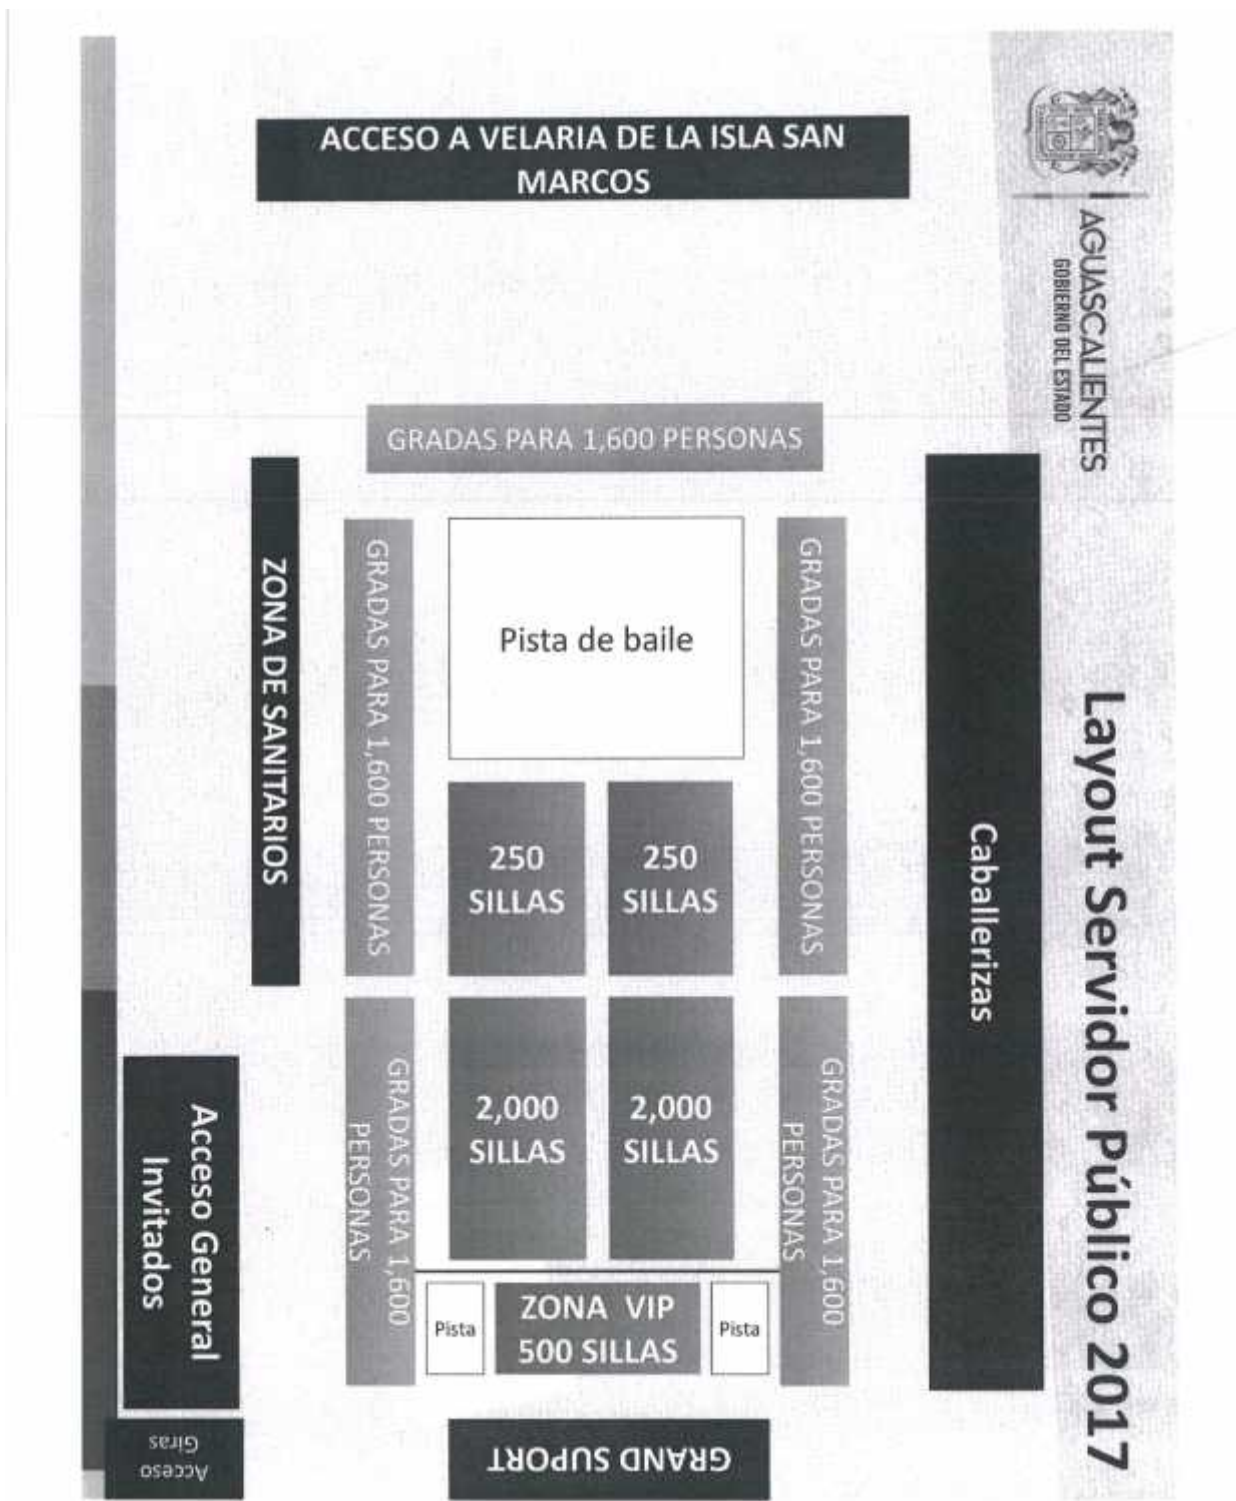 ACCESO A VELARIA DE LA ISLA SAN
MARCOS
AGUASCALIENTES
GOBIERNO DEL ESTADO
Layout Servidor Público 2017
GRADAS PARA 1,600 PERSONAS
ZONA DE SANITARIOS
GRADAS PARA 1,600 PERSONAS
Pista de baile
GRADAS PARA 1,600 PERSONAS
Caballerizas
250
SILLAS
250
SILLAS
GRADAS PARA 1,600
PERSONAS
2,000
SILLAS
2,000
SILLAS
GRADAS PARA 1,600
PERSONAS
Acceso General
Invitados
Pista
ZONA VIP
500 SILLAS
Pista
Acceso
Giras
GRAND SUPORT